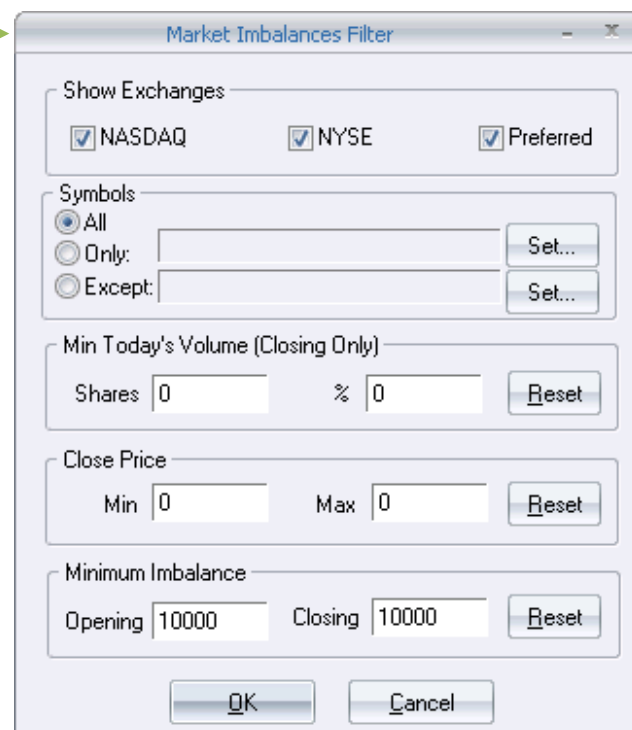 Market Imbalances Filter
Show Exchanges
NASDAQ NYSE Preferred
Symbols
All
Only: Set...
Except: Set...
Min Today's Volume (Closing Only)
Shares 0 % 0 Reset
Close Price
Min 0 Max 0 Reset
Minimum Imbalance
Opening 10000 Closing 10000 Reset
OK Cancel